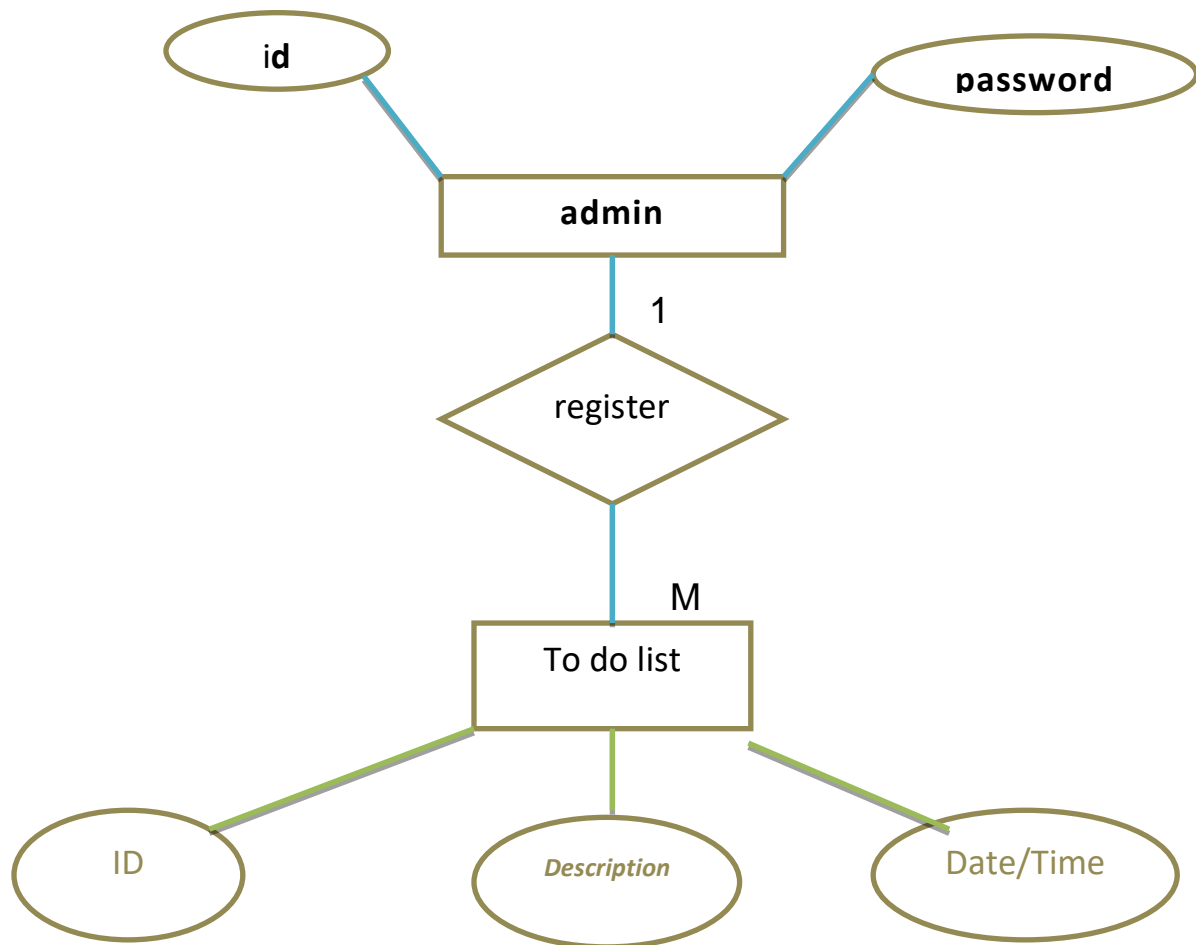 id
password
admin
1
register
M
To do list
ID
Description
Date/Time